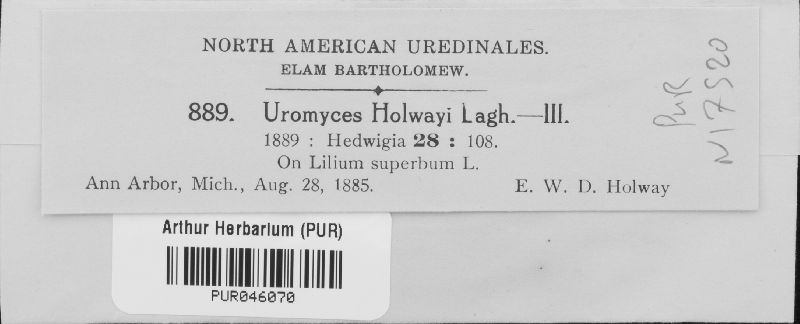 NORTH AMERICAN UREDINALES.
ELAM BARTHOLOMEW.
889. Uromyces Holwayi Lagh.—III.
1889 : Hedwigia 28 : 108.
On Lilium superbum L.
Ann Arbor, Mich., Aug. 28, 1885. E. W. D. Holway
PUR
N17520
Arthur Herbarium (PUR)
PUR046070